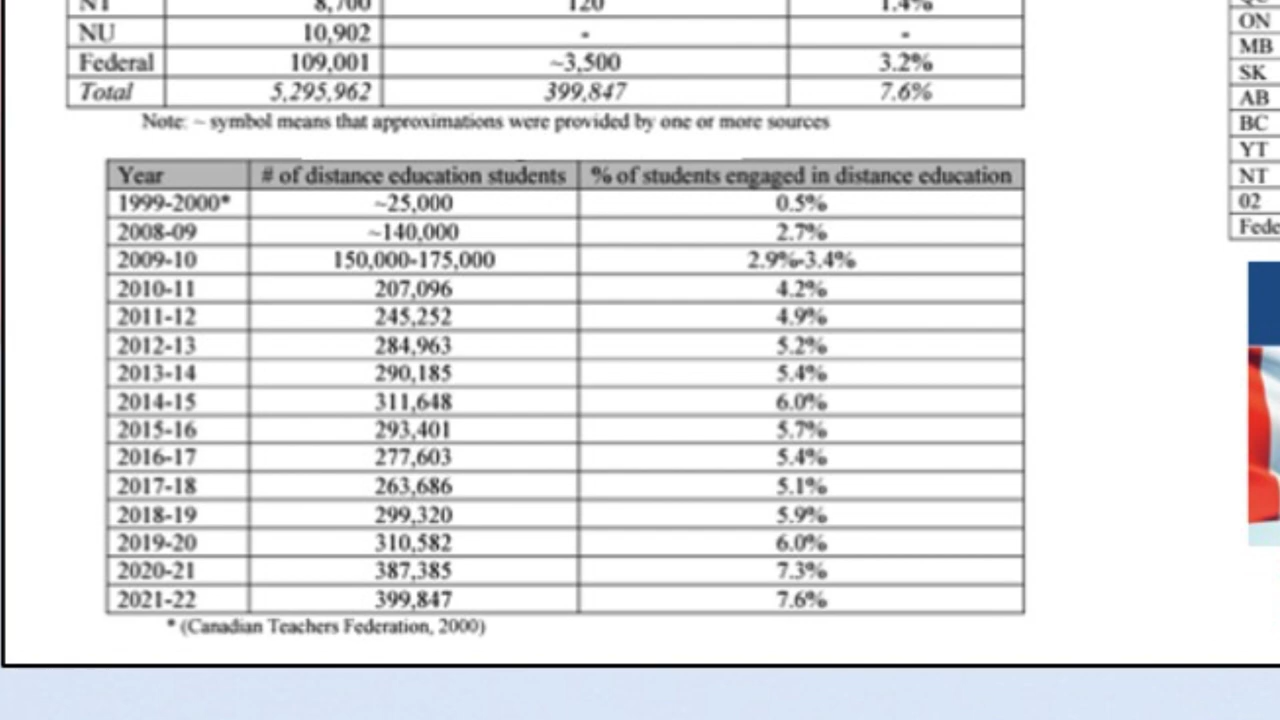 NT 8,700 120 1.4%
NU 10,902 - -
Federal 109,001 ~3,500 3.2%
Total 5,295,962 399,847 7.6%
Note: ~ symbol means that approximations were provided by one or more sources
Year # of distance education students % of students engaged in distance education
1999-2000* ~25,000 0.5%
2008-09 ~140,000 2.7%
2009-10 150,000-175,000 2.9%-3.4%
2010-11 207,096 4.2%
2011-12 245,252 4.9%
2012-13 284,963 5.2%
2013-14 290,185 5.4%
2014-15 311,648 6.0%
2015-16 293,401 5.7%
2016-17 277,603 5.4%
2017-18 263,686 5.1%
2018-19 299,320 5.9%
2019-20 310,582 6.0%
2020-21 387,385 7.3%
2021-22 399,847 7.6%
* (Canadian Teachers Federation, 2000)
QC
ON
MB
SK
AB
BC
YT
NT
02
Fede